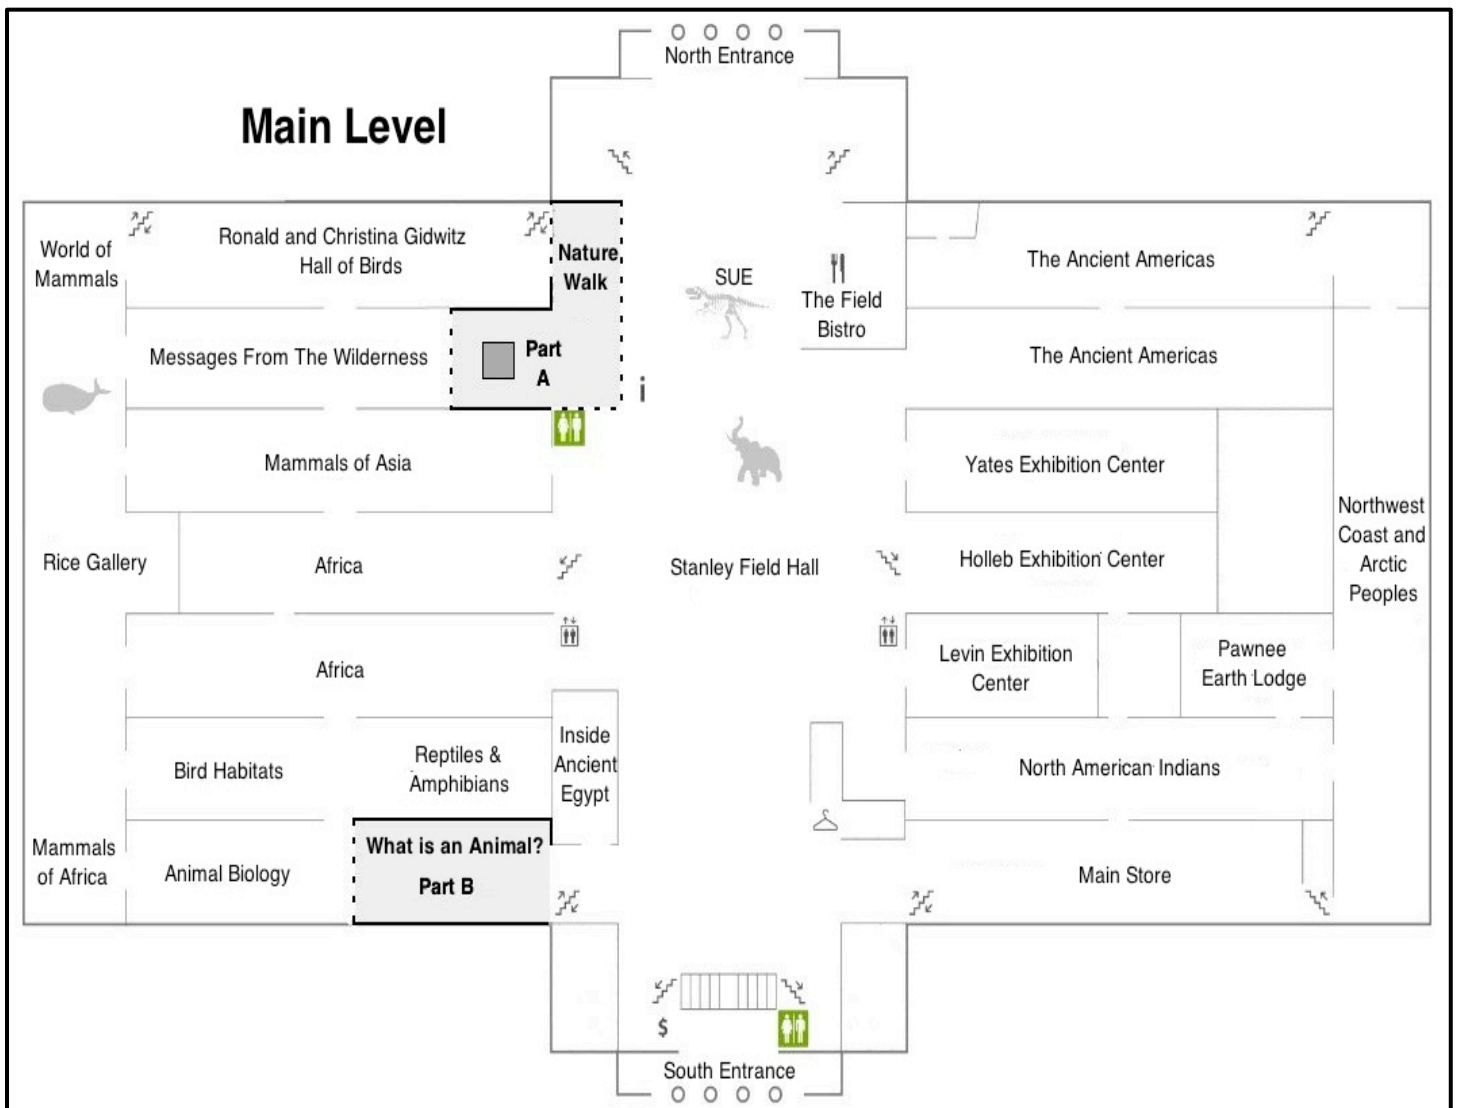 North Entrance
Main Level
World of
Mammals
Ronald and Christina Gidwitz
Hall of Birds
Nature
Walk
Messages From The Wilderness
Part
A
i
SUE
The Field
Bistro
The Ancient Americas
The Ancient Americas
Mammals of Asia
Yates Exhibition Center
Rice Gallery
Africa
Stanley Field Hall
Holleb Exhibition Center
Northwest
Coast and
Arctic
Peoples
Africa
Levin Exhibition
Center
Pawnee
Earth Lodge
Bird Habitats
Reptiles &
Amphibians
Inside
Ancient
Egypt
North American Indians
Mammals
of Africa
Animal Biology
What is an Animal?
Part B
Main Store
$
South Entrance